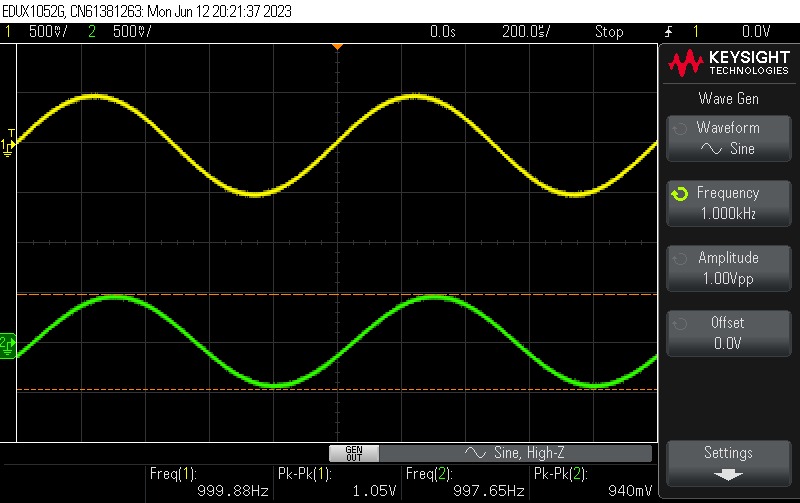 EDUX1052G, CN61381263: Mon Jun 12 20:21:37 2023
1 500mV/ 2 500mV/ 0.0s 200.0µs/ Stop 1 0.0V
KEYSIGHT
TECHNOLOGIES
Wave Gen
Waveform
Sine
Frequency
1.000kHz
Amplitude
1.00Vpp
Offset
0.0V
T
1
2
GEN
OUT
Sine, High-Z
Settings
Freq(1): Pk-Pk(1): Freq(2): Pk-Pk(2):
999.88Hz 1.05V 997.65Hz 940mV